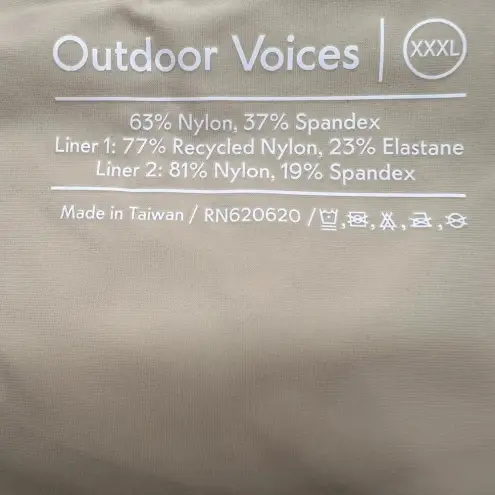 Outdoor Voices | XXXL
63% Nylon, 37% Spandex
Liner 1: 77% Recycled Nylon, 23% Elastane
Liner 2: 81% Nylon, 19% Spandex
Made in Taiwan / RN620620 /